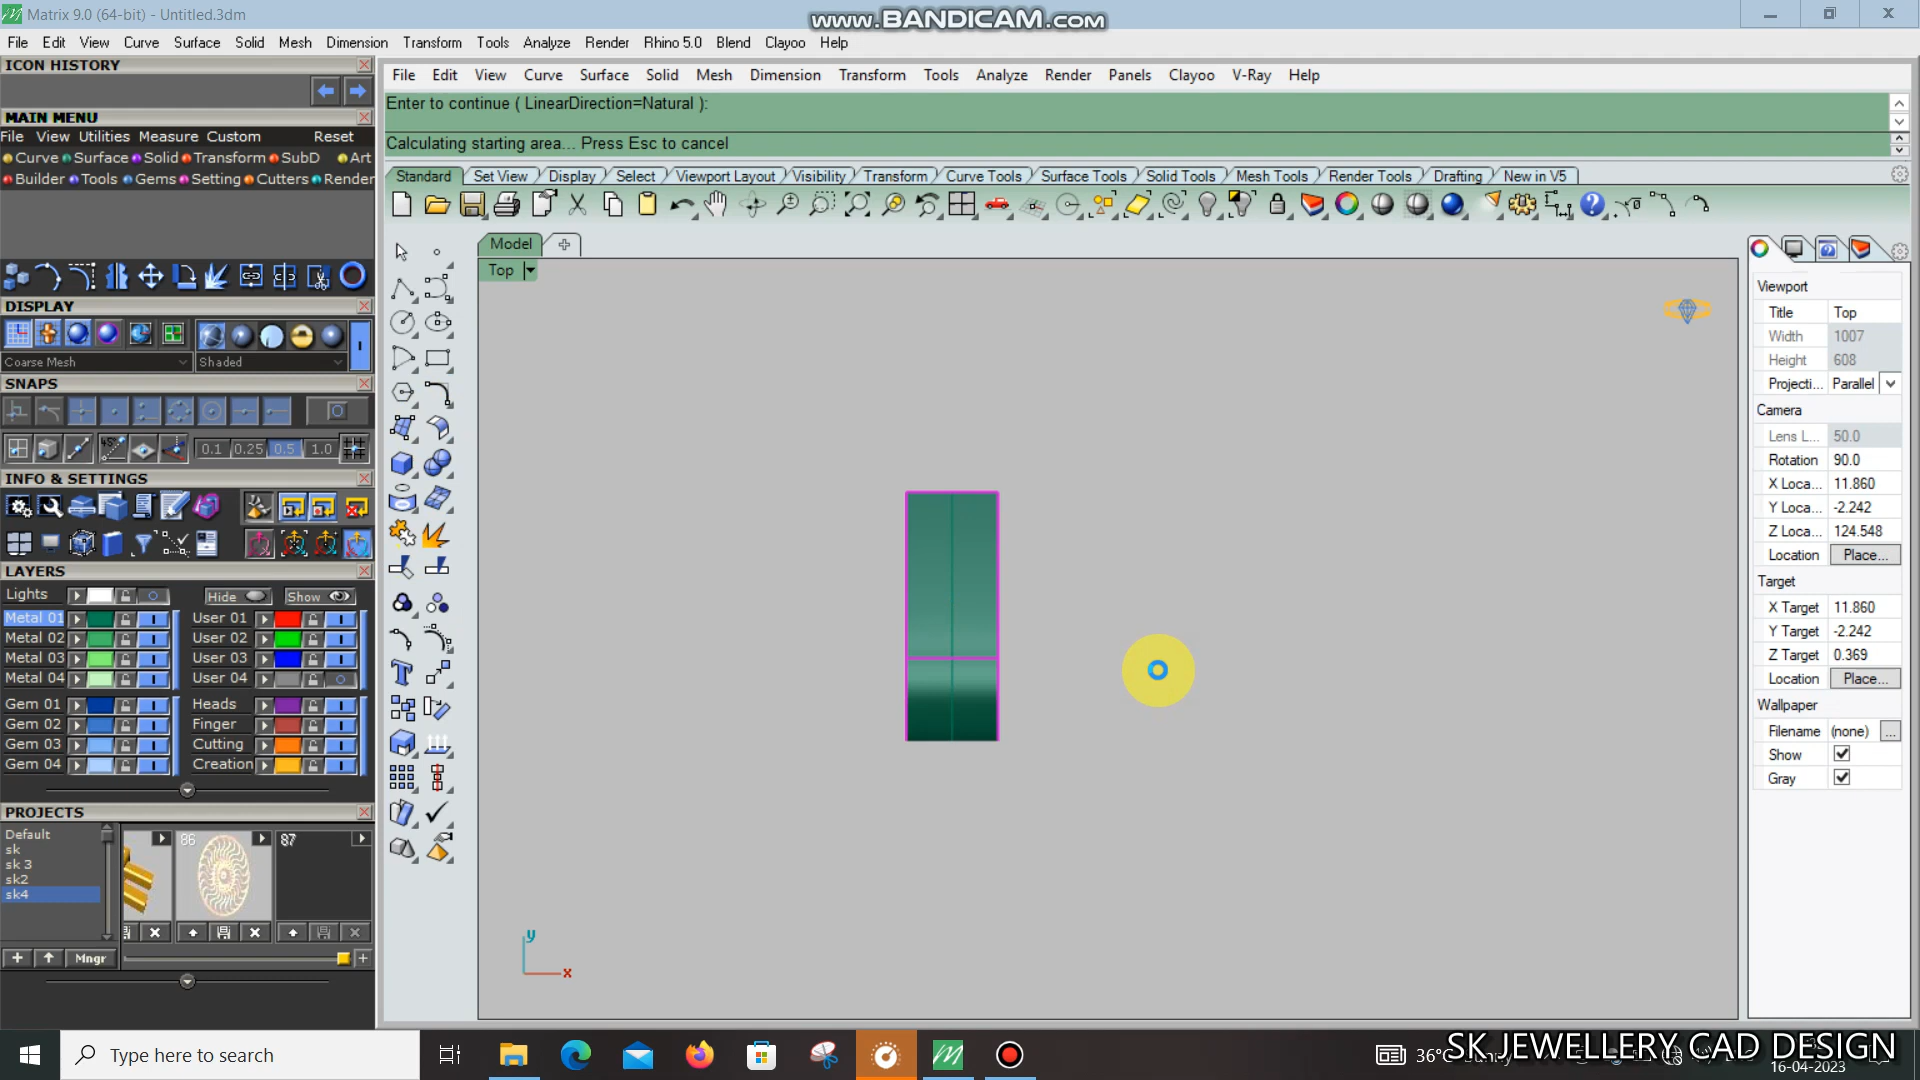 Matrix 9.0 (64-bit) - Untitled.3dm
www.BANDICAM.com
File Edit View Curve Surface Solid Mesh Dimension Transform Tools Analyze Render Rhino 5.0 Blend Clayoo Help
ICON HISTORY
MAIN MENU
File View Utilities Measure Custom Reset
Curve Surface Solid Transform SubD Art
Builder Tools Gems Setting Cutters Render
DISPLAY
Coarse Mesh Shaded
SNAPS
0.1 0.25 0.5 1.0
INFO & SETTINGS
LAYERS
Lights Hide Show
Metal 01 User 01
Metal 02 User 02
Metal 03 User 03
Metal 04 User 04
Gem 01 Heads
Gem 02 Finger
Gem 03 Cutting
Gem 04 Creation
PROJECTS
Default
sk
sk 3
sk2
sk4
86 87
Mngr
File Edit View Curve Surface Solid Mesh Dimension Transform Tools Analyze Render Panels Clayoo V-Ray Help
Enter to continue ( LinearDirection=Natural ):
Calculating starting area... Press Esc to cancel
Standard Set View Display Select Viewport Layout Visibility Transform Curve Tools Surface Tools Solid Tools Mesh Tools Render Tools Drafting New in V5
Model
Top
y
x
Viewport
Title Top
Width 1007
Height 608
Projecti... Parallel
Camera
Lens L... 50.0
Rotation 90.0
X Loca... 11.860
Y Loca... -2.242
Z Loca... 124.548
Location Place...
Target
X Target 11.860
Y Target -2.242
Z Target 0.369
Location Place...
Wallpaper
Filename (none) ...
Show
Gray
Type here to search
36°C
SK JEWELLERY CAD DESIGN
16-04-2023